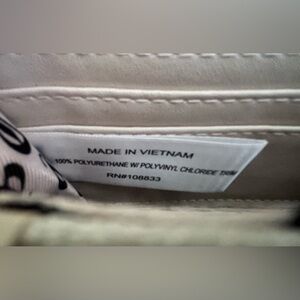 MADE IN VIETNAM
100% POLYURETHANE W/ POLYVINYL CHLORIDE TRIM
RN#108833